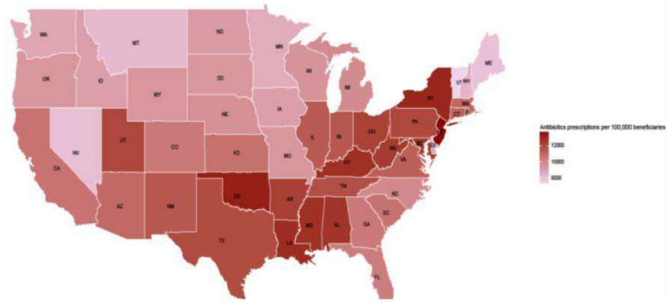 WA
MT
ND
MN
ME
VT
NH
OR
ID
SD
WI
MI
NY
MA
CT
RI
WY
NE
IA
PA
NV
UT
CO
KS
MO
IL
IN
OH
WV
VA
KY
CA
AZ
NM
OK
AR
TN
NC
SC
TX
LA
MS
AL
GA
FL
Antibiotics prescriptions per 100,000 beneficiaries
12000
10000
8000